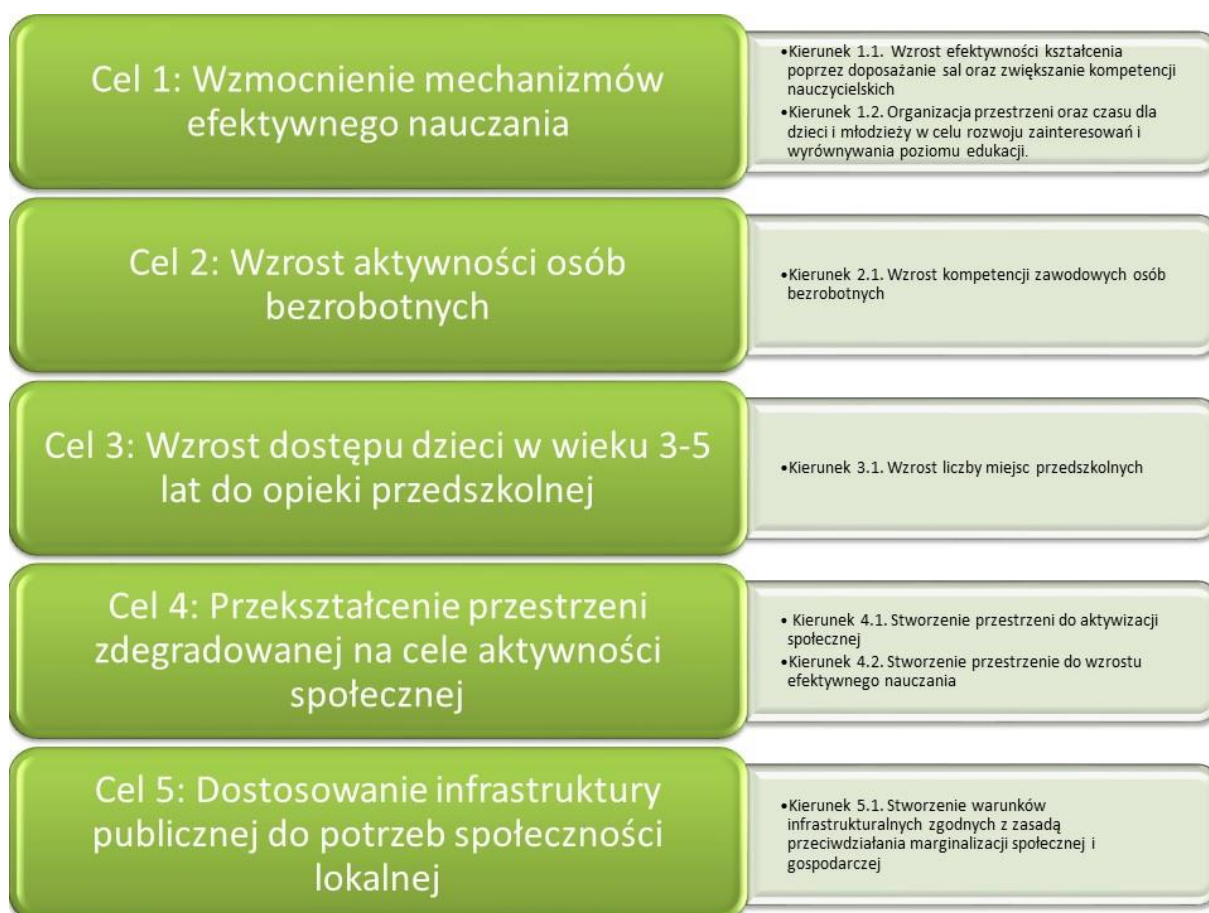 Cel 1: Wzmocnienie mechanizmów
efektywnego nauczania
•Kierunek 1.1. Wzrost efektywności kształcenia
poprzez doposażanie sal oraz zwiększanie kompetencji
nauczycielskich
•Kierunek 1.2. Organizacja przestrzeni oraz czasu dla
dzieci i młodzieży w celu rozwoju zainteresowań i
wyrównywania poziomu edukacji.
Cel 2: Wzrost aktywności osób
bezrobotnych
•Kierunek 2.1. Wzrost kompetencji zawodowych osób
bezrobotnych
Cel 3: Wzrost dostępu dzieci w wieku 3-5
lat do opieki przedszkolnej
•Kierunek 3.1. Wzrost liczby miejsc przedszkolnych
Cel 4: Przekształcenie przestrzeni
zdegradowanej na cele aktywności
społecznej
• Kierunek 4.1. Stworzenie przestrzeni do aktywizacji
społecznej
•Kierunek 4.2. Stworzenie przestrzenie do wzrostu
efektywnego nauczania
Cel 5: Dostosowanie infrastruktury
publicznej do potrzeb społeczności
lokalnej
•Kierunek 5.1. Stworzenie warunków
infrastrukturalnych zgodnych z zasadą
przeciwdziałania marginalizacji społecznej i
gospodarczej